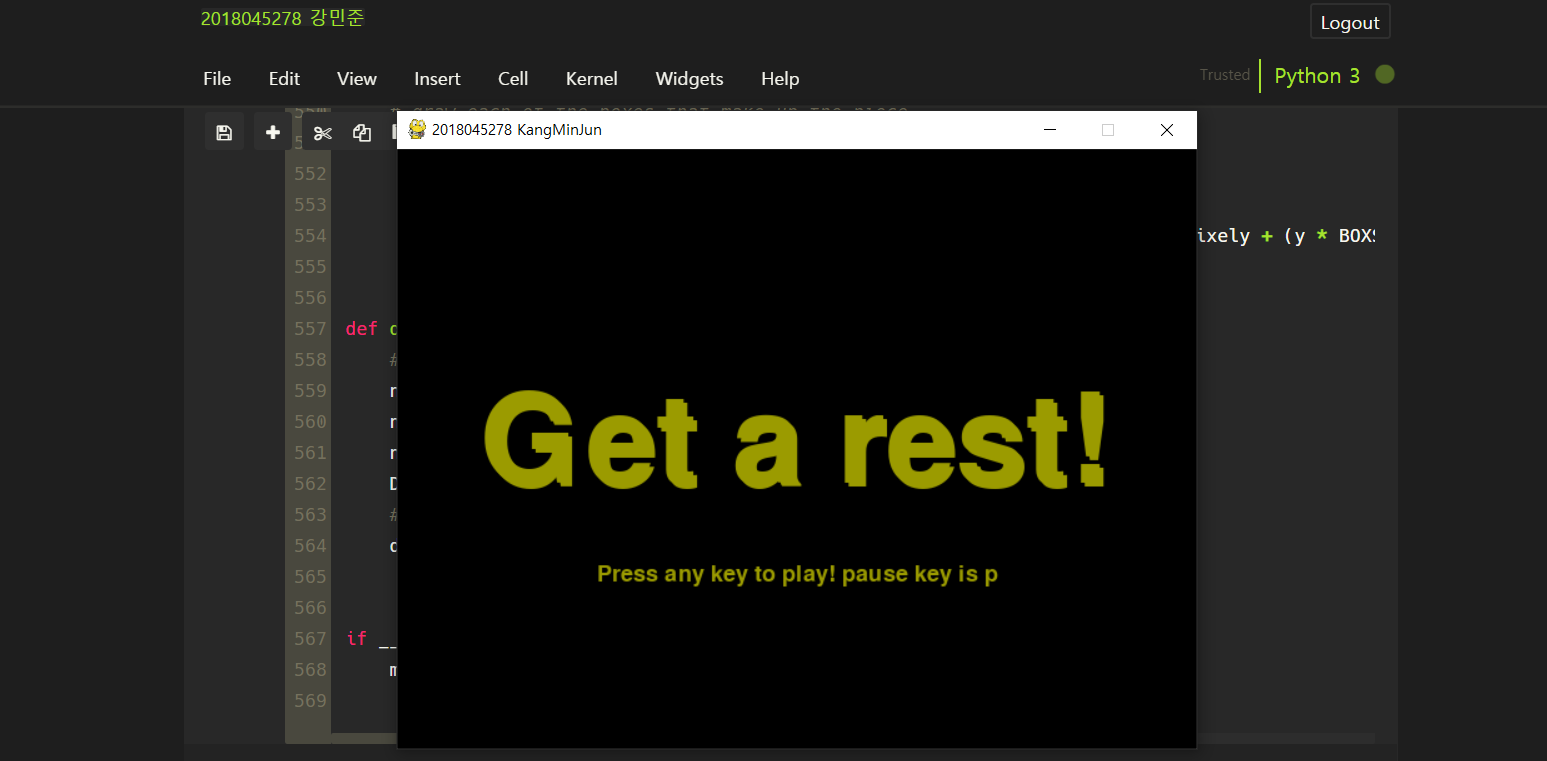 2018045278 강민준
Logout
File Edit View Insert Cell Kernel Widgets Help
Trusted Python 3
2018045278 KangMinJun
552
553
554 ixely + (y * BOXS
555
556
557 def
558 #
559 r
560 r
561 r
562 D
563 #
564
565
566
567 if __
568 m
569
Get a rest!
Press any key to play! pause key is p